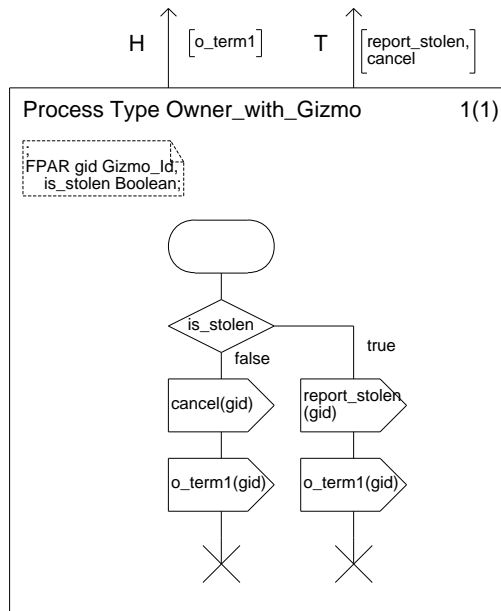 H
[o_term1]
T
[report_stolen,
cancel]
Process Type Owner_with_Gizmo 1(1)
;
FPAR gid Gizmo_Id,
is_stolen Boolean;
is_stolen
false
true
cancel(gid)
report_stolen
(gid)
o_term1(gid)
o_term1(gid)